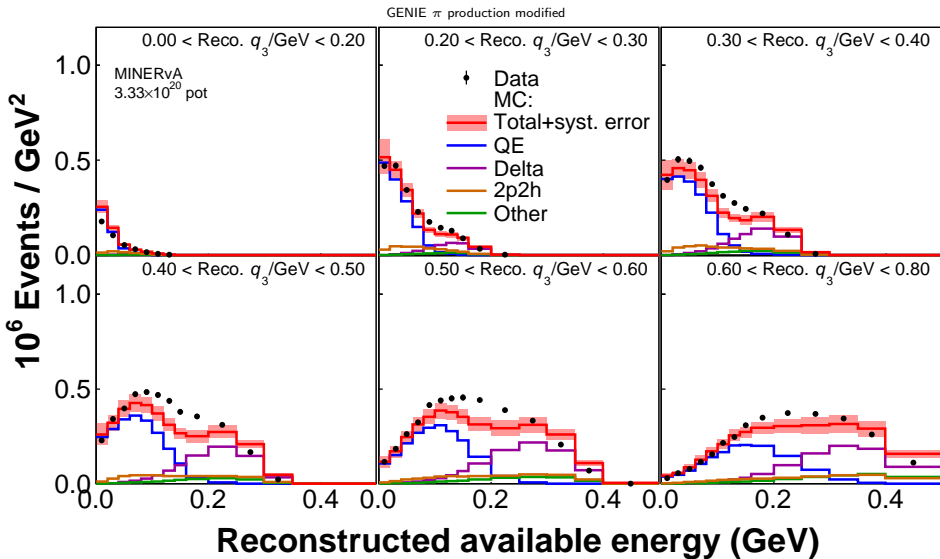 GENIE π production modified
0.00 < Reco. q3/GeV < 0.20
0.20 < Reco. q3/GeV < 0.30
0.30 < Reco. q3/GeV < 0.40
MINERvA
3.33×10^20 pot
Data
MC:
Total+syst. error
QE
Delta
2p2h
Other
1.0
0.5
0.0
0.40 < Reco. q3/GeV < 0.50
0.50 < Reco. q3/GeV < 0.60
0.60 < Reco. q3/GeV < 0.80
1.0
0.5
0.0
0.0 0.2 0.4 0.0 0.2 0.4 0.0 0.2 0.4
10^6 Events / GeV^2
Reconstructed available energy (GeV)